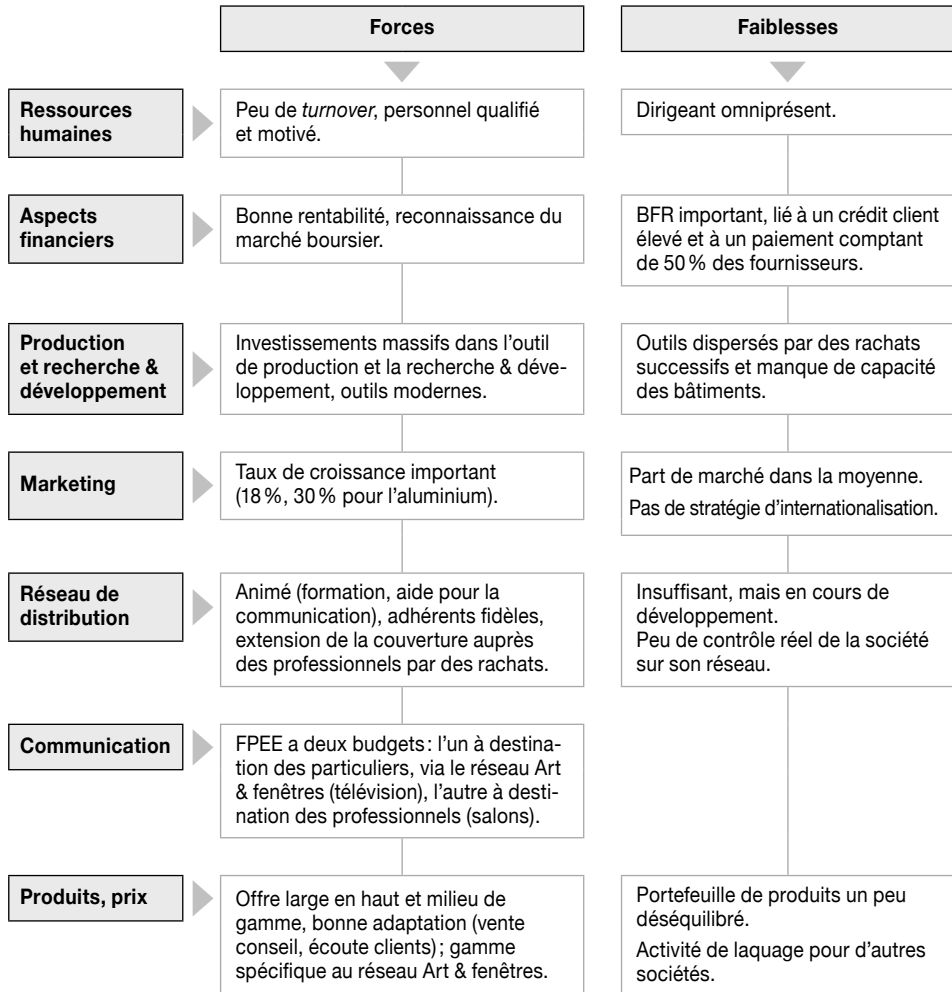 Forces
Faiblesses
Ressources
humaines
Peu de turnover, personnel qualifié
et motivé.
Dirigeant omniprésent.
Aspects
financiers
Bonne rentabilité, reconnaissance du
marché boursier.
BFR important, lié à un crédit client
élevé et à un paiement comptant
de 50 % des fournisseurs.
Production
et recherche &
développement
Investissements massifs dans l'outil
de production et la recherche & déve-
loppement, outils modernes.
Outils dispersés par des rachats
successifs et manque de capacité
des bâtiments.
Marketing
Taux de croissance important
(18 %, 30 % pour l'aluminium).
Part de marché dans la moyenne.
Pas de stratégie d'internationalisation.
Réseau de
distribution
Animé (formation, aide pour la
communication), adhérents fidèles,
extension de la couverture auprès
des professionnels par des rachats.
Insuffisant, mais en cours de
développement.
Peu de contrôle réel de la société
sur son réseau.
Communication
FPEE a deux budgets : l'un à destina-
tion des particuliers, via le réseau Art
& fenêtres (télévision), l'autre à desti-
nation des professionnels (salons).
Produits, prix
Offre large en haut et milieu de
gamme, bonne adaptation (vente
conseil, écoute clients) ; gamme
spécifique au réseau Art & fenêtres.
Portefeuille de produits un peu
déséquilibré.
Activité de laquage pour d'autres
sociétés.